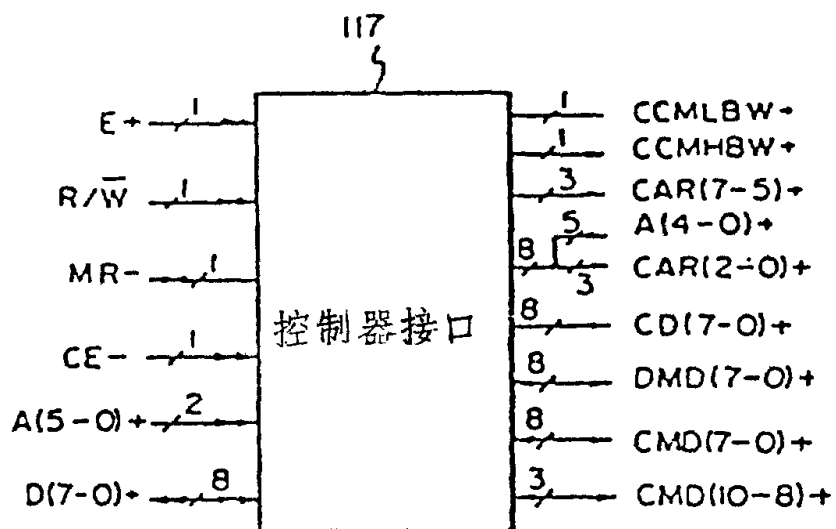 117
E+ 1
R/W̅ 1
MR- 1
CE- 1
A(5-0)+ 2
D(7-0)+ 8
控制器接口
1 CCMLBW+
1 CCMHBW+
3 CAR(7-5)+
5 A(4-0)+
8
3 CAR(2-0)+
8 CD(7-0)+
8 DMD(7-0)+
8 CMD(7-0)+
3 CMD(10-8)+